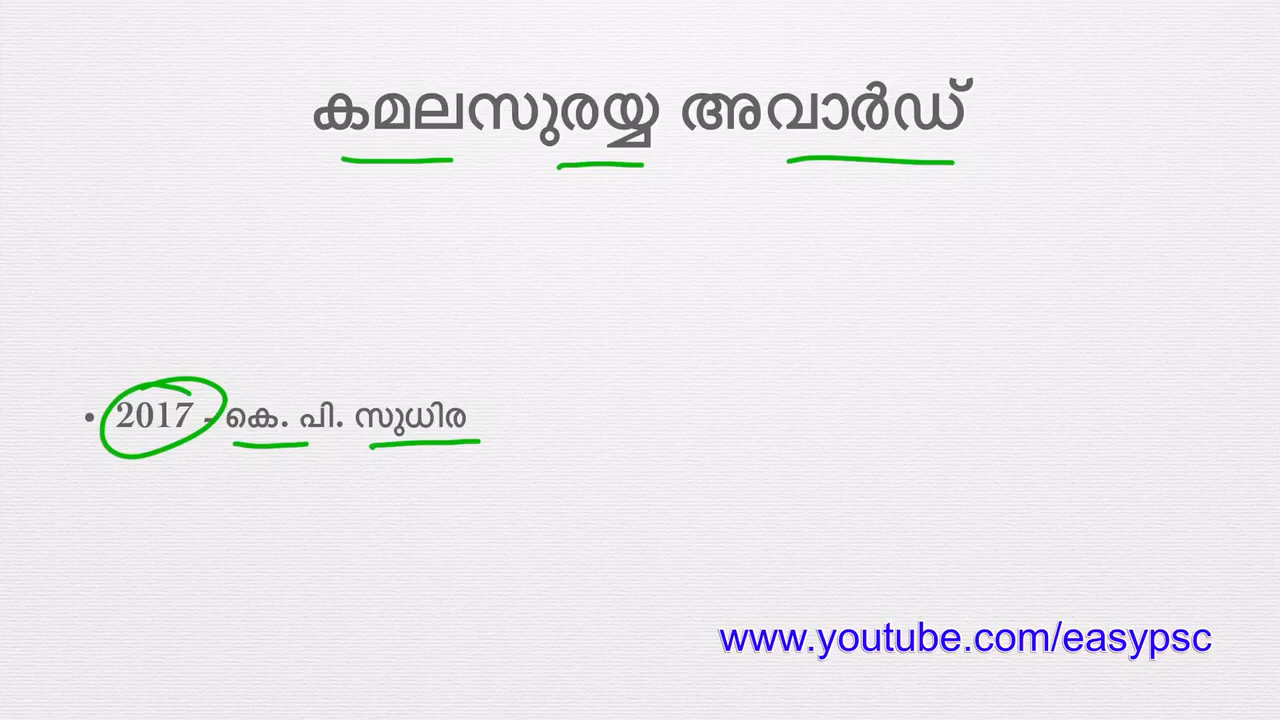 കമലസുരയ്യ അവാർഡ്
• 2017 - കെ. പി. സുധിര
www.youtube.com/easypsc